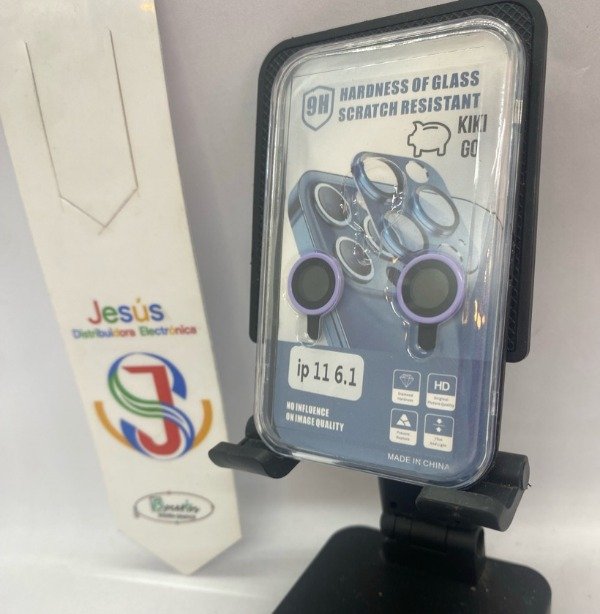 Jesús
Distribuidora Electrónica
9H
HARDNESS OF GLASS
SCRATCH RESISTANT
KIKI
GO
ip 11 6.1
HD
NO INFLUENCE
ON IMAGE QUALITY
MADE IN CHINA